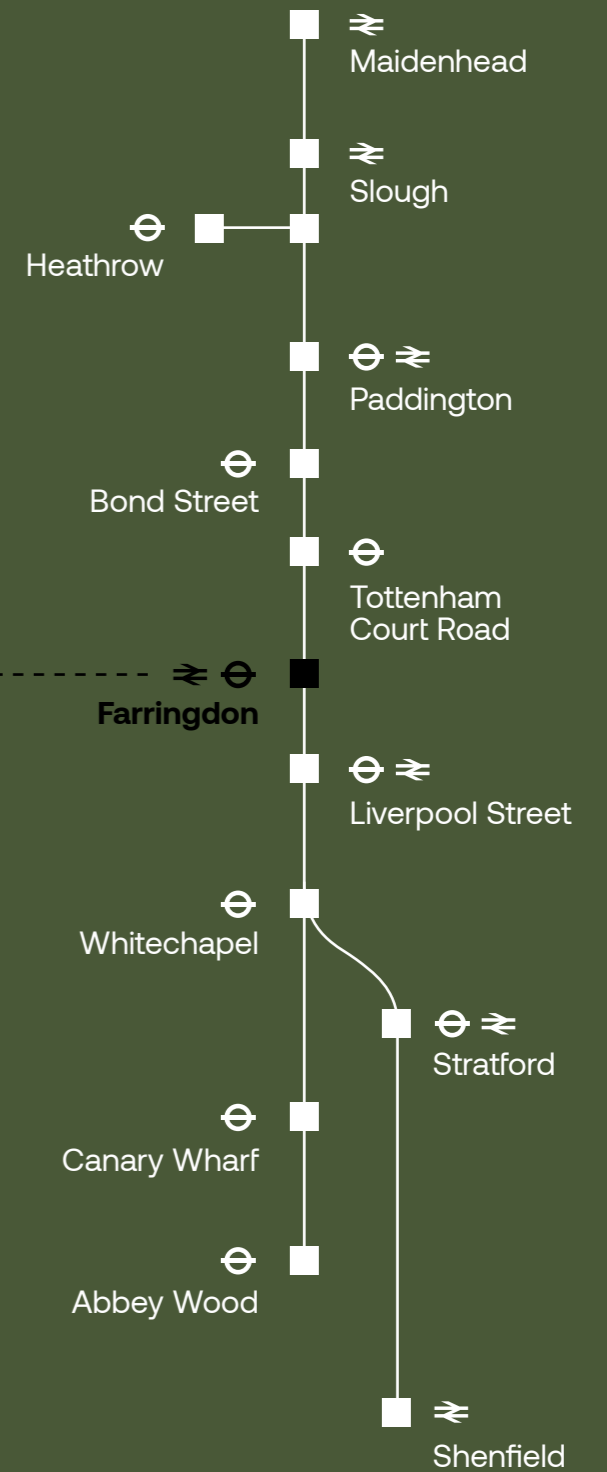 Maidenhead
Slough
Heathrow
Paddington
Bond Street
Tottenham
Court Road
Farringdon
Liverpool Street
Whitechapel
Stratford
Canary Wharf
Abbey Wood
Shenfield